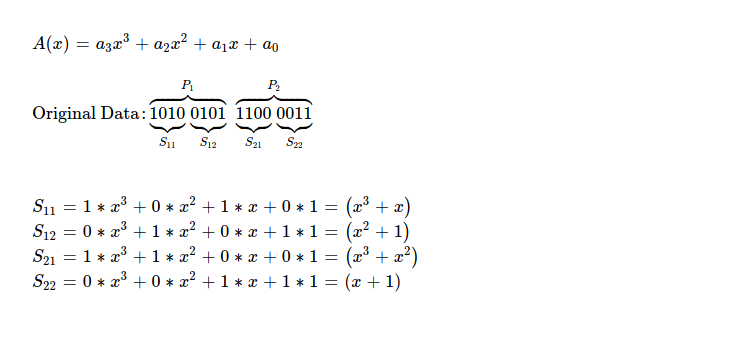 A(x) = a₃x³ + a₂x² + a₁x + a₀
P₁ P₂
Original Data: 1010 0101 1100 0011
S₁₁ S₁₂ S₂₁ S₂₂
S₁₁ = 1 * x³ + 0 * x² + 1 * x + 0 * 1 = (x³ + x)
S₁₂ = 0 * x³ + 1 * x² + 0 * x + 1 * 1 = (x² + 1)
S₂₁ = 1 * x³ + 1 * x² + 0 * x + 0 * 1 = (x³ + x²)
S₂₂ = 0 * x³ + 0 * x² + 1 * x + 1 * 1 = (x + 1)